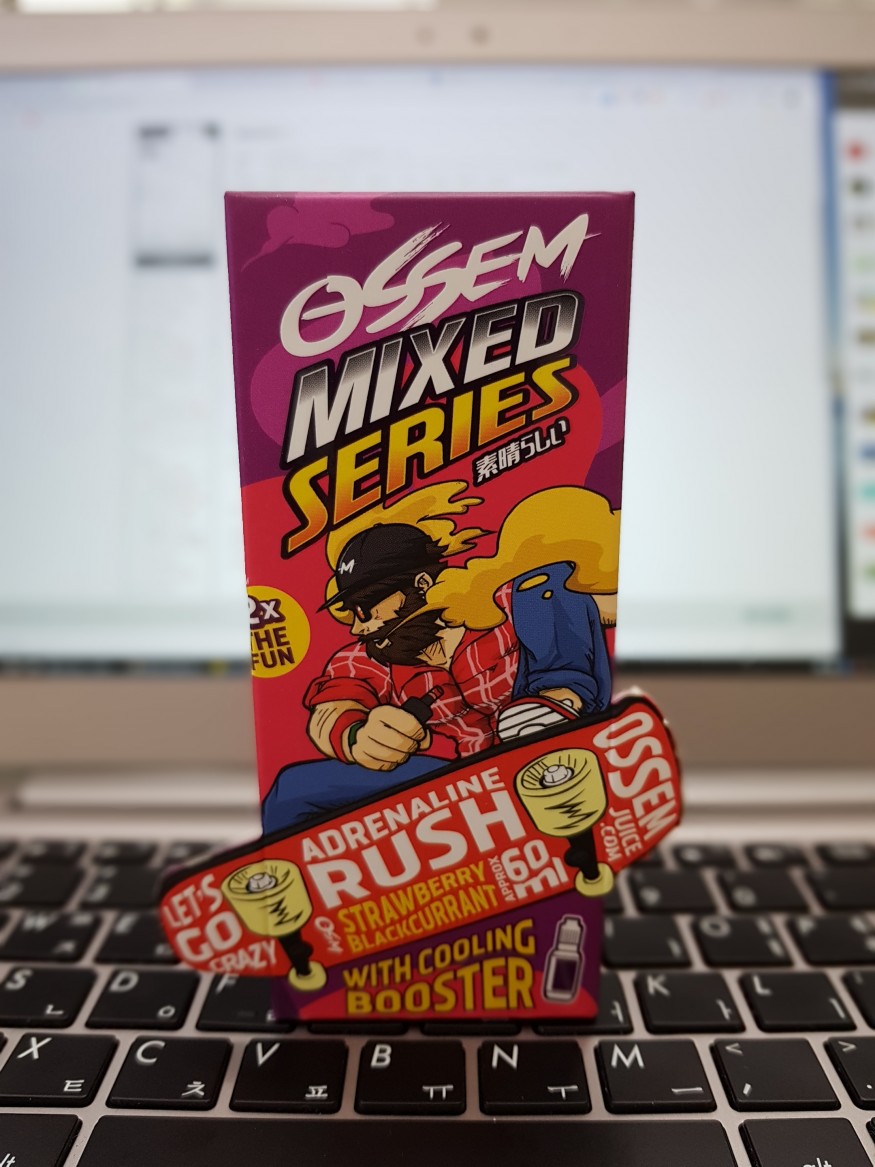 OSSEM
MIXED
SERIES
素晴らしい
2x
THE
FUN
M
OSSEM
JUICE
.COM
ADRENALINE
RUSH
STRAWBERRY
BLACKCURRANT
APPROX
60
ml
LET'S
GO
CRAZY
WITH COOLING
BOOSTER
W
E
I
O
P
S ㄴ
D ㅇ
F
K ㅏ
L ㅣ
X ㅌ
C ㅊ
V ㅍ
B ㅠ
N ㅜ
M ㅡ
< ,
> .